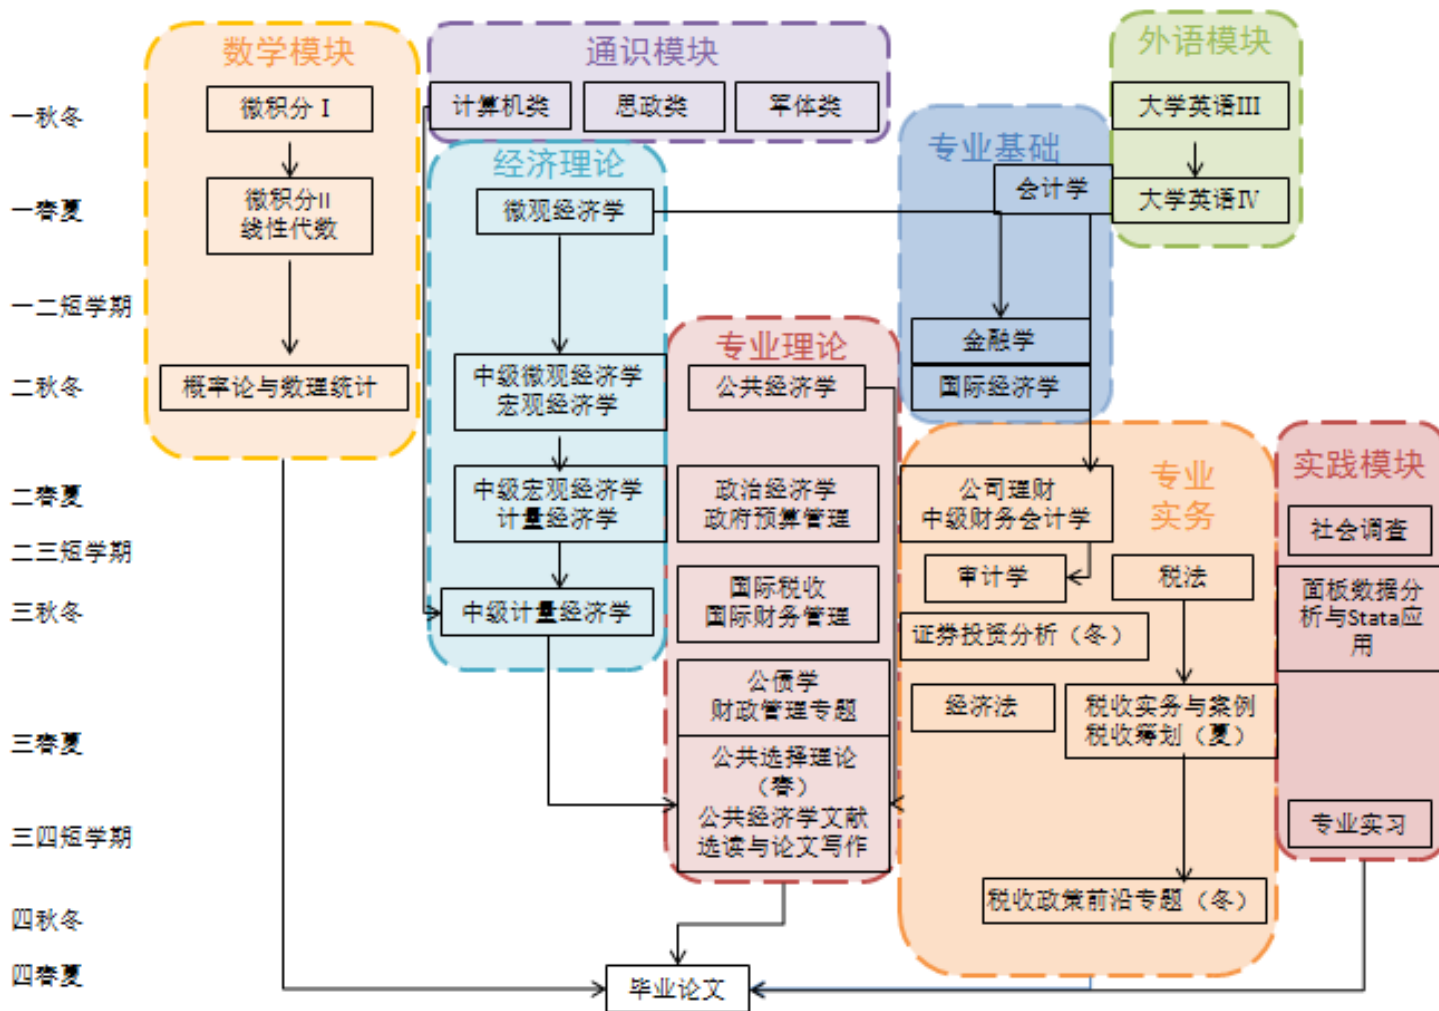 数学模块
通识模块
外语模块
一秋冬
微积分 I
计算机类
思政类
军体类
大学英语III
经济理论
专业基础
一春夏
微积分II
线性代数
微观经济学
会计学
大学英语IV
一二短学期
专业理论
金融学
二秋冬
概率论与数理统计
中级微观经济学
宏观经济学
公共经济学
国际经济学
专业
实务
实践模块
二春夏
中级宏观经济学
计量经济学
政治经济学
政府预算管理
公司理财
中级财务会计学
社会调查
二三短学期
审计学
税法
三秋冬
中级计量经济学
国际税收
国际财务管理
证券投资分析（冬）
面板数据分
析与Stata应
用
三春夏
公债学
财政管理专题
经济法
税收实务与案例
税收筹划（夏）
公共选择理论
（春）
公共经济学文献
选读与论文写作
三四短学期
专业实习
四秋冬
税收政策前沿专题（冬）
四春夏
毕业论文